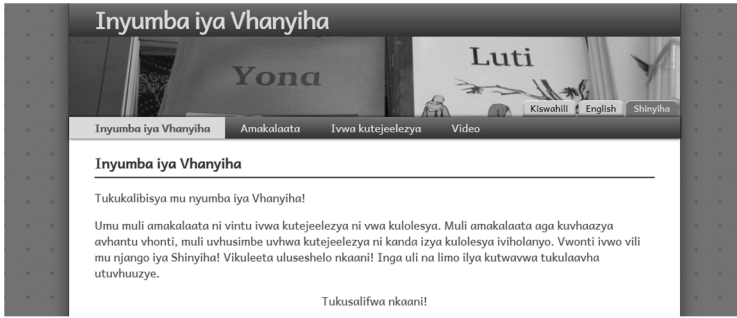 Inyumba iya Vhanyiha
Yona
Luti
Kiswahili English Shinyiha
Inyumba iya Vhanyiha Amakalaata Ivwa kutejeelezya Video
Inyumba iya Vhanyiha
Tukukalibisya mu nyumba iya Vhanyiha!
Umu muli amakalaata ni vintu ivwa kutejeelezya ni vwa kulolesya. Muli amakalaata aga kuvhaazya
avhantu vhonti, muli uvhusimbe uvhwa kutejeelezya ni kanda izya kulolesya iviholanyo. Vwonti ivwo vili
mu njango iya Shinyiha! Vikuleeta uluseshelo nkaani! Inga uli na limo ilya kutwavwa tukulaavha
utuvhuuzye.
Tukusalifwa nkaani!